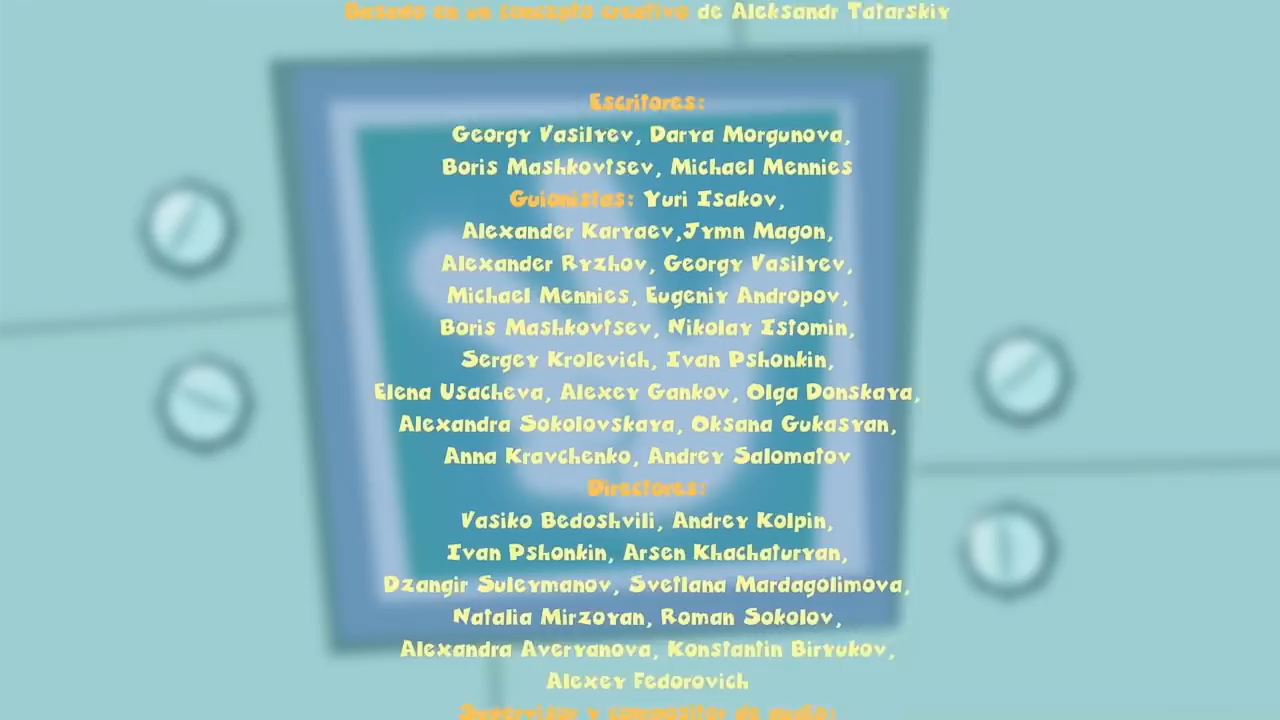 Basado en un concepto creativo de Aleksandr Tatarskiy
Escritores:
Georgy Vasilyev, Darya Morgunova,
Boris Mashkovtsev, Michael Mennies
Guionistas: Yuri Isakov,
Alexander Karyaev,Jymn Magon,
Alexander Ryzhov, Georgy Vasilyev,
Michael Mennies, Eugeniy Andropov,
Boris Mashkovtsev, Nikolay Istomin,
Sergey Krolevich, Ivan Pshonkin,
Elena Usacheva, Alexey Gankov, Olga Donskaya,
Alexandra Sokolovskaya, Oksana Gukasyan,
Anna Kravchenko, Andrey Salomatov
Directores:
Vasiko Bedoshvili, Andrey Kolpin,
Ivan Pshonkin, Arsen Khachaturyan,
Dzangir Suleymanov, Svetlana Mardagolimova,
Natalia Mirzoyan, Roman Sokolov,
Alexandra Averyanova, Konstantin Biryukov,
Alexey Fedorovich
Supervisor y compositor de audio: